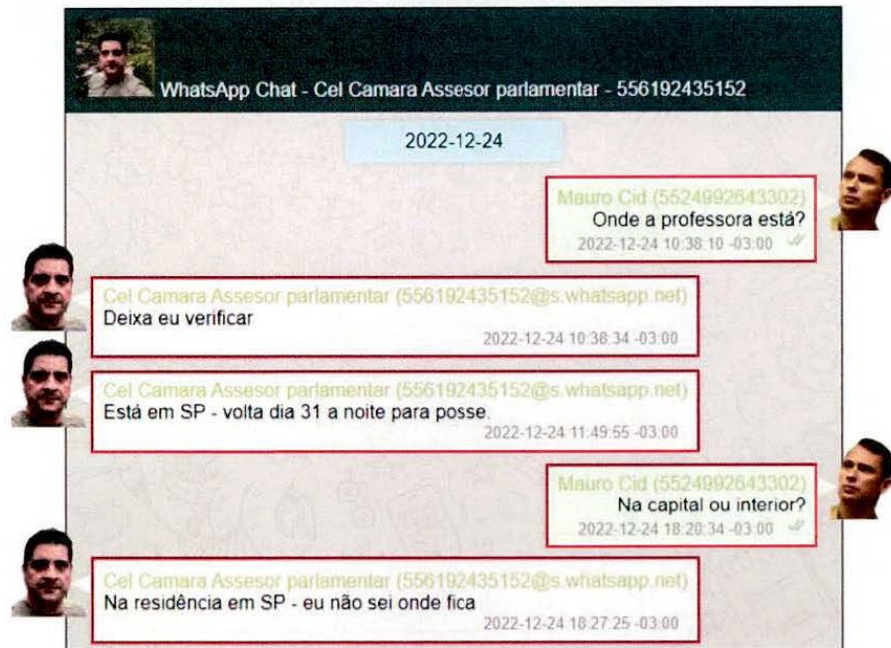 WhatsApp Chat - Cel Camara Assesor parlamentar - 556192435152
2022-12-24
Mauro Cid (5524992643302)
Onde a professora está?
2022-12-24 10:38:10 -03:00
Cel Camara Assesor parlamentar (556192435152@s.whatsapp.net)
Deixa eu verificar
2022-12-24 10:38:34 -03:00
Cel Camara Assesor parlamentar (556192435152@s.whatsapp.net)
Está em SP - volta dia 31 a noite para posse.
2022-12-24 11:49:55 -03:00
Mauro Cid (5524992643302)
Na capital ou interior?
2022-12-24 18:20:34 -03:00
Cel Camara Assesor parlamentar (556192435152@s.whatsapp.net)
Na residência em SP - eu não sei onde fica
2022-12-24 18:27:25 -03:00